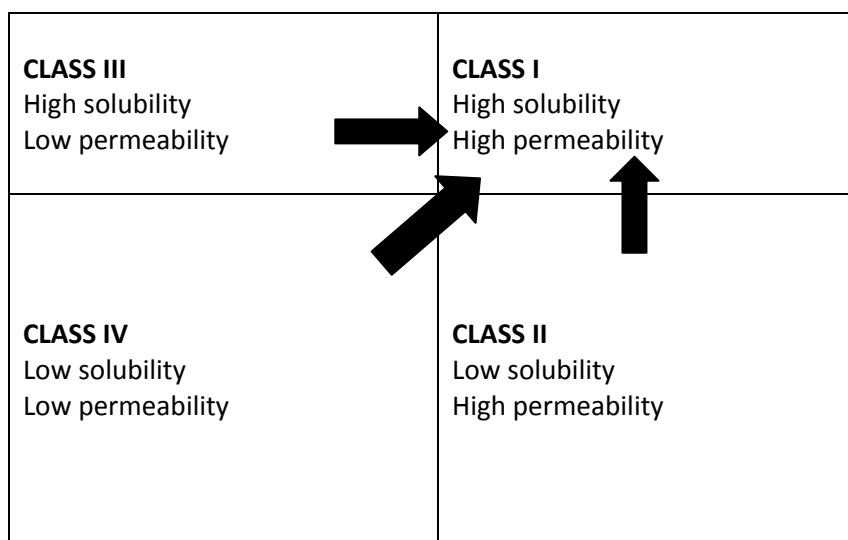 CLASS III
High solubility
Low permeability
CLASS I
High solubility
High permeability
CLASS IV
Low solubility
Low permeability
CLASS II
Low solubility
High permeability